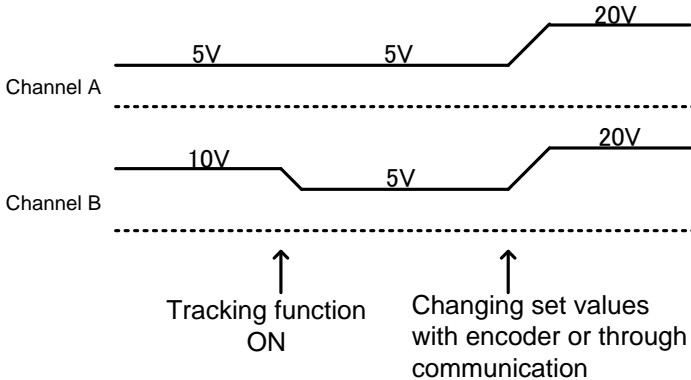 20V
5V
5V
Channel A
20V
10V
5V
Channel B
Tracking function
ON
Changing set values
with encoder or through
communication